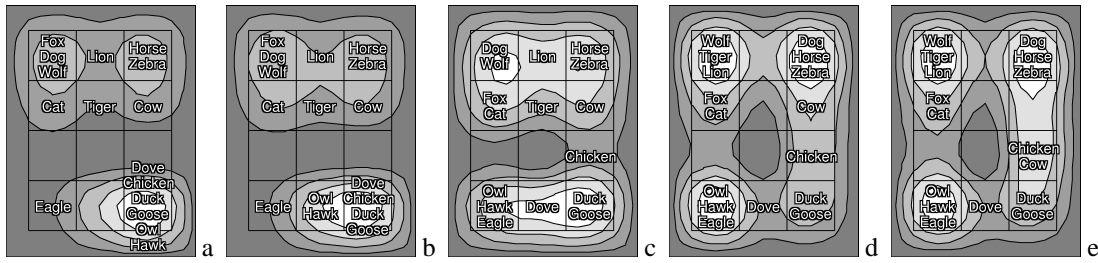 Fox
Dog
Wolf
Lion
Horse
Zebra
Cat
Tiger
Cow
Dove
Chicken
Eagle
Duck
Goose
Owl
Hawk
a
Fox
Dog
Wolf
Lion
Horse
Zebra
Cat
Tiger
Cow
Eagle
Owl
Hawk
Dove
Chicken
Duck
Goose
b
Dog
Wolf
Lion
Horse
Zebra
Fox
Cat
Tiger
Cow
Chicken
Owl
Hawk
Eagle
Dove
Duck
Goose
c
Wolf
Tiger
Lion
Dog
Horse
Zebra
Fox
Cat
Cow
Chicken
Owl
Hawk
Eagle
Dove
Duck
Goose
d
Wolf
Tiger
Lion
Dog
Horse
Zebra
Fox
Cat
Chicken
Cow
Owl
Hawk
Eagle
Dove
Duck
Goose
e